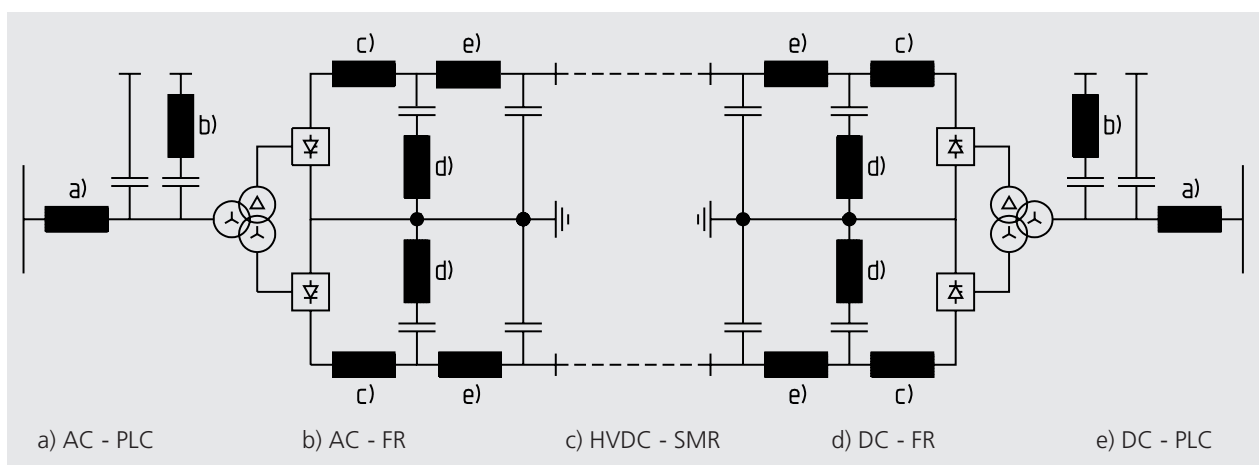 c) e) e) c)
b) b)
d) d)
a) a)
d) d)
c) e) e) c)
a) AC - PLC b) AC - FR c) HVDC - SMR d) DC - FR e) DC - PLC